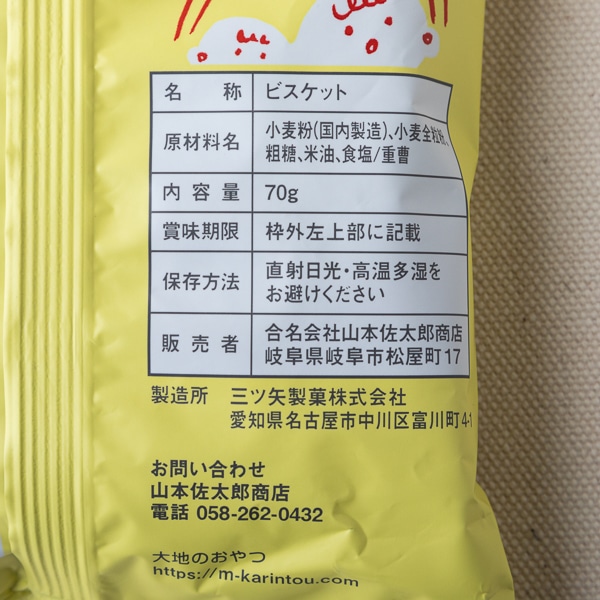 名称 ビスケット
原材料名 小麦粉(国内製造)、小麦全粒粉、
粗糖、米油、食塩/重曹
内容量 70g
賞味期限 枠外左上部に記載
保存方法 直射日光・高温多湿を
お避けください
販売者 合名会社山本佐太郎商店
岐阜県岐阜市松屋町17
製造所 三ツ矢製菓株式会社
愛知県名古屋市中川区富川町4-1
お問い合わせ
山本佐太郎商店
電話 058-262-0432
大地のおやつ
https://m-karintou.com